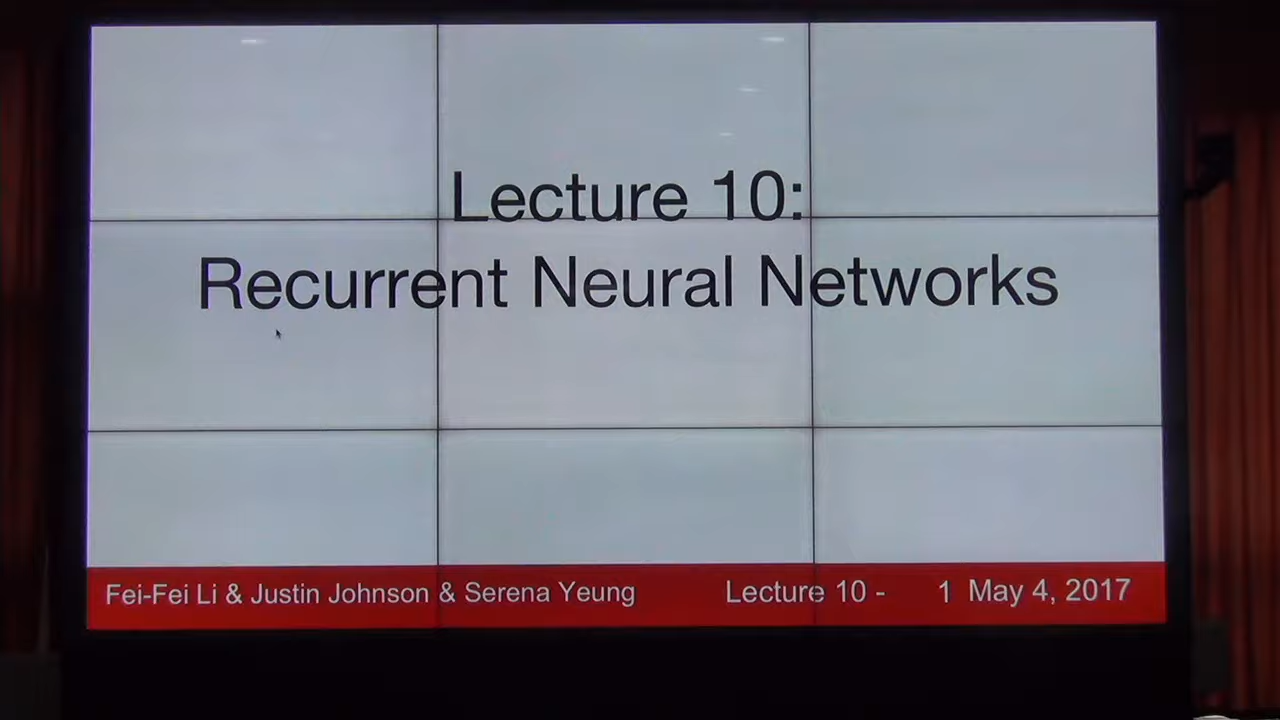 Lecture 10:
Recurrent Neural Networks
Fei-Fei Li & Justin Johnson & Serena Yeung Lecture 10 - 1 May 4, 2017